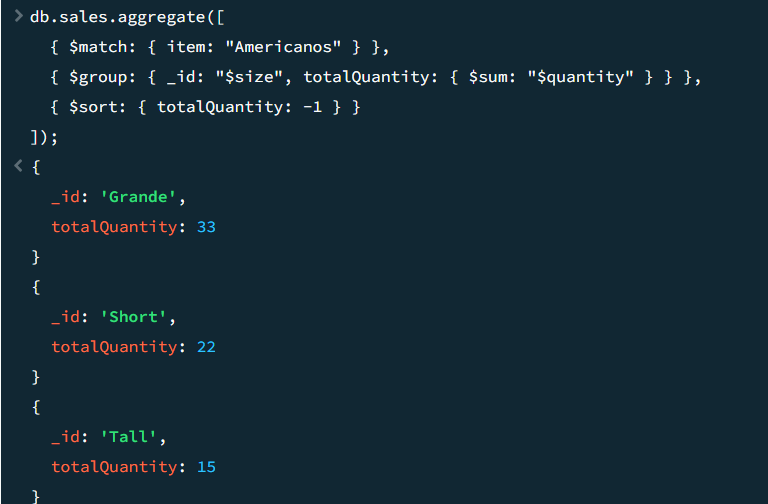 > db.sales.aggregate([
{ $match: { item: "Americanos" } },
{ $group: { _id: "$size", totalQuantity: { $sum: "$quantity" } } },
{ $sort: { totalQuantity: -1 } }
]);
< {
_id: 'Grande',
totalQuantity: 33
}
{
_id: 'Short',
totalQuantity: 22
}
{
_id: 'Tall',
totalQuantity: 15
}